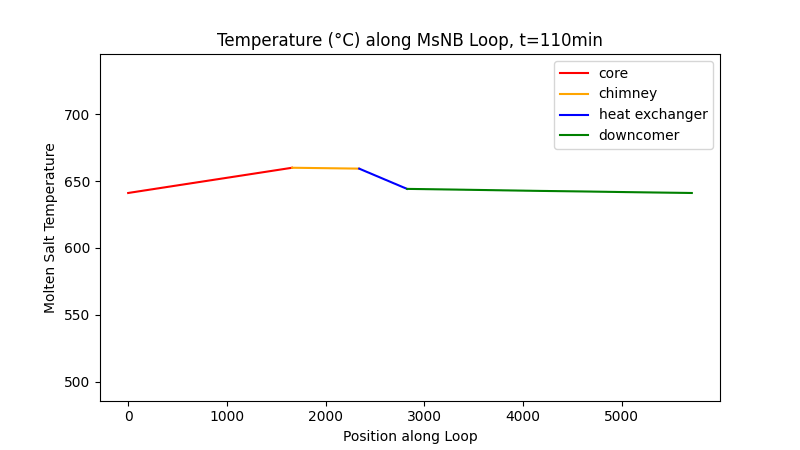 Temperature (°C) along MsNB Loop, t=110min
core
chimney
heat exchanger
downcomer
Molten Salt Temperature
700
650
600
550
500
0 1000 2000 3000 4000 5000
Position along Loop